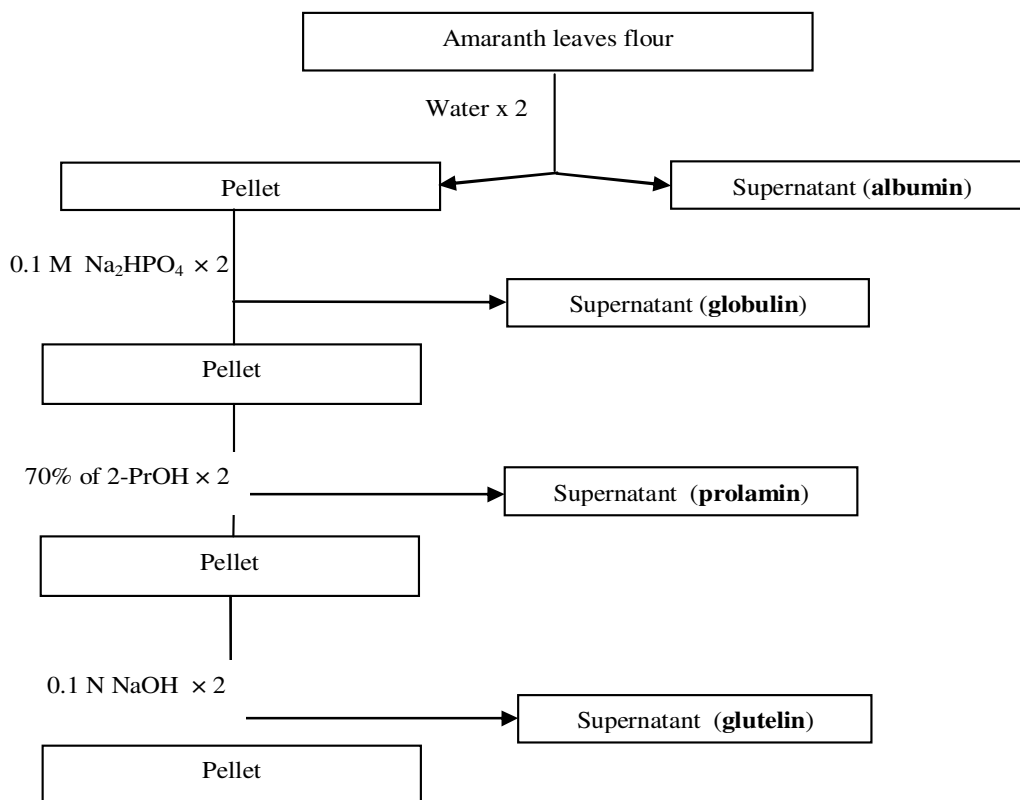 Amaranth leaves flour
Water x 2
Pellet
Supernatant (albumin)
0.1 M Na₂HPO₄ × 2
Supernatant (globulin)
Pellet
70% of 2-PrOH × 2
Supernatant (prolamin)
Pellet
0.1 N NaOH × 2
Supernatant (glutelin)
Pellet